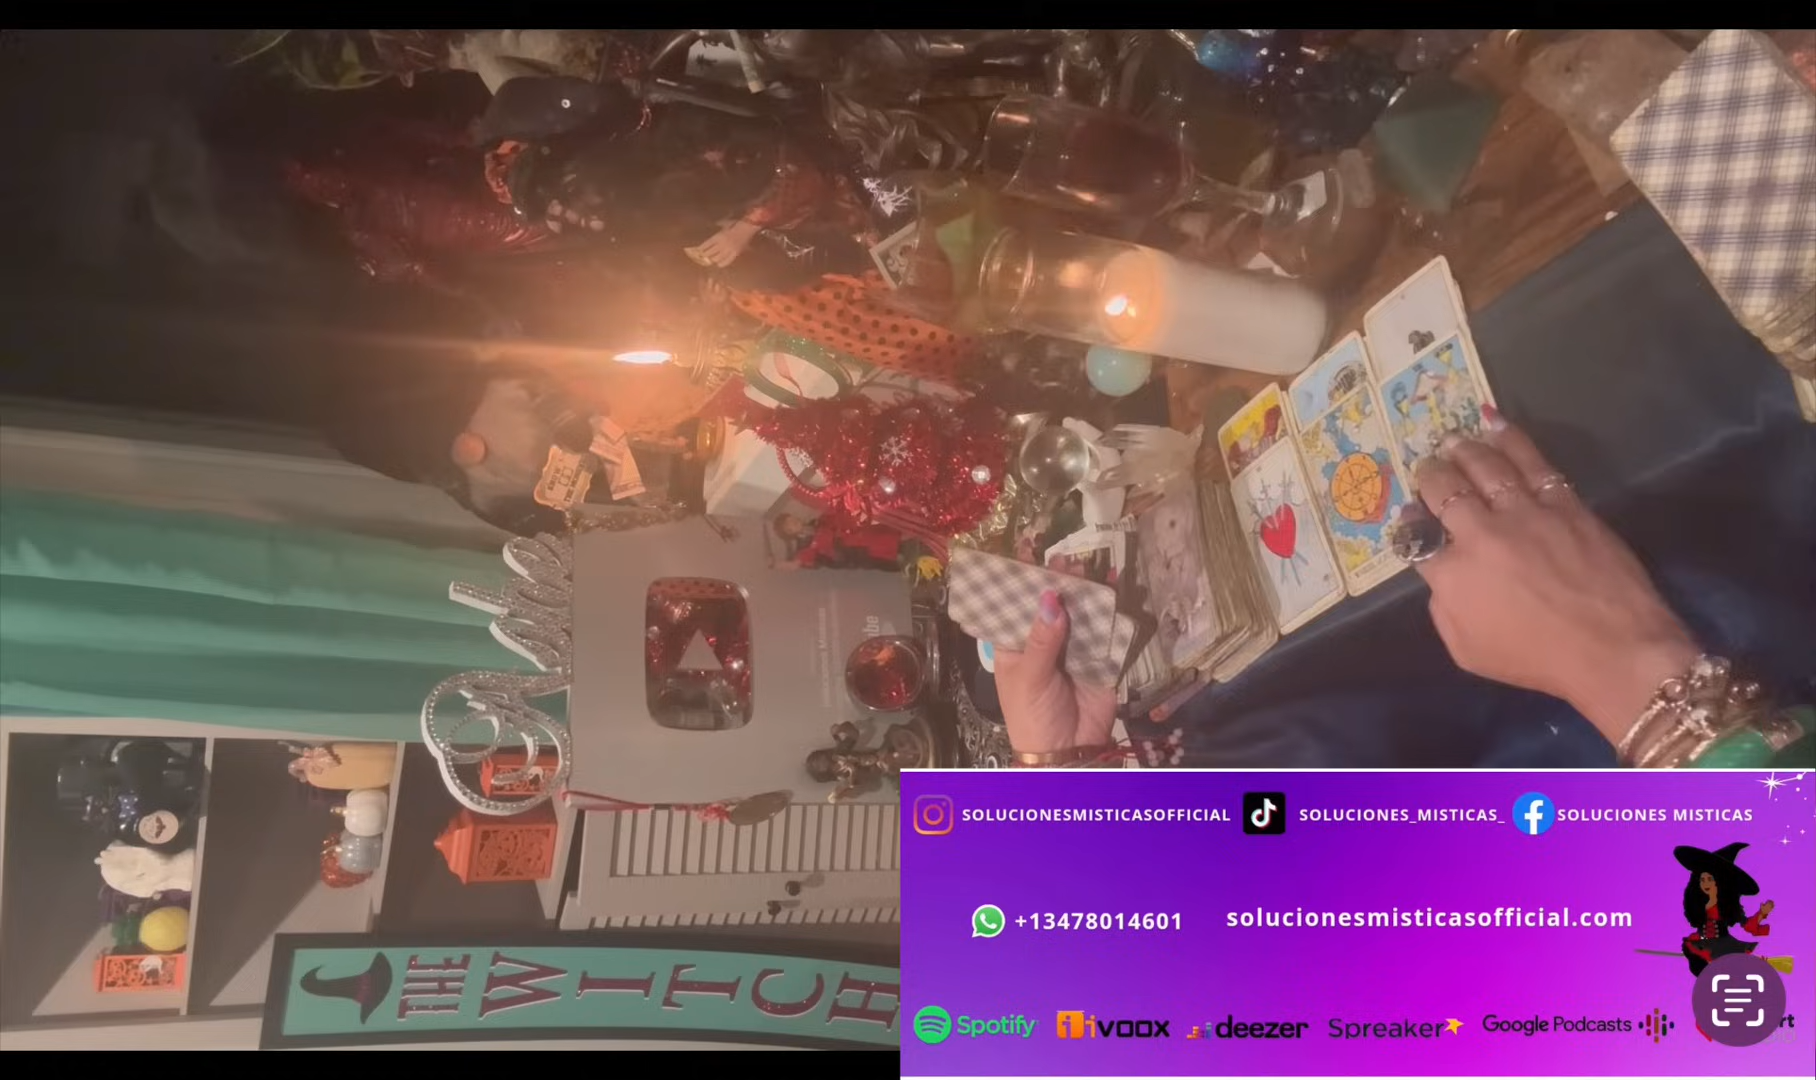 THE WITCH
SOLUCIONESMISTICASOFFICIAL
SOLUCIONES_MISTICAS_
SOLUCIONES MISTICAS
+13478014601
solucionesmisticasofficial.com
Spotify
iVOOX
deezer
Spreaker
Google Podcasts